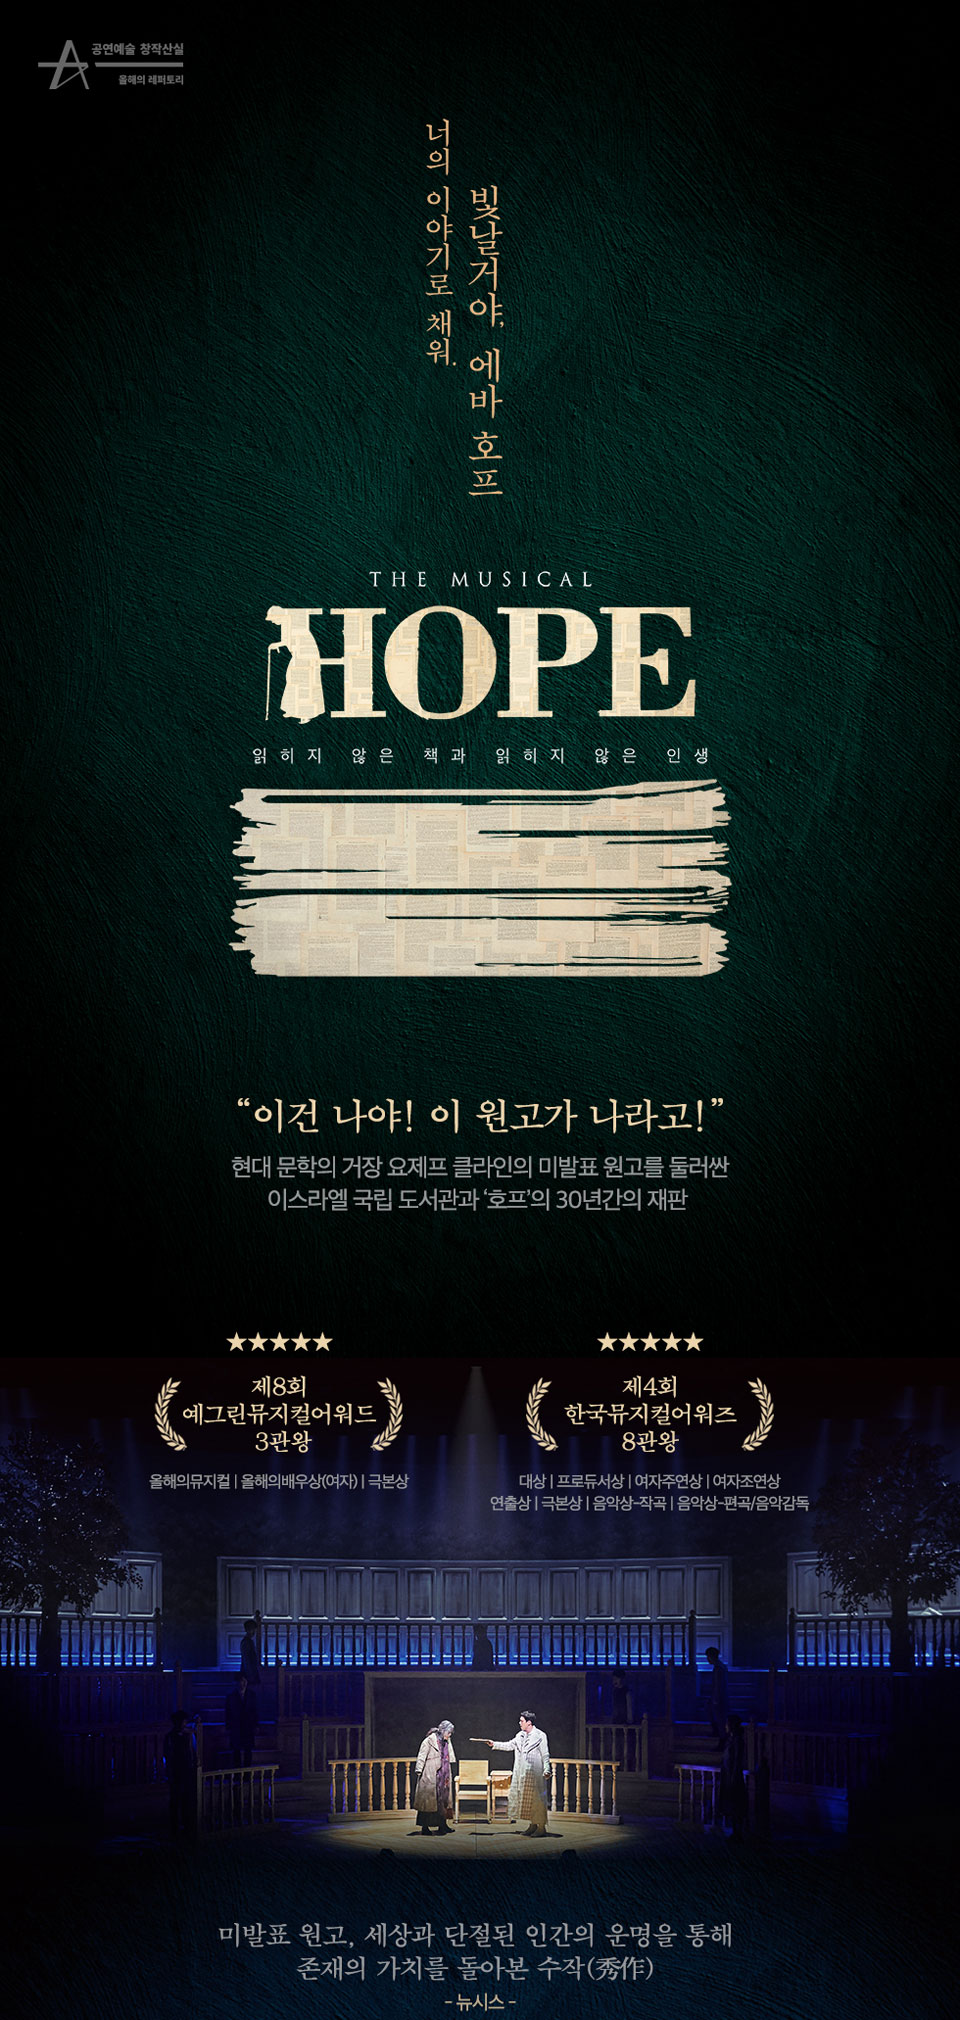 공연예술 창작산실
올해의 레퍼토리
빛날거야, 에바 호프
너의 이야기로 채워.
THE MUSICAL
HOPE
읽히지 않은 책과 읽히지 않은 인생
“이건 나야! 이 원고가 나라고!”
현대 문학의 거장 요제프 클라인의 미발표 원고를 둘러싼
이스라엘 국립 도서관과 ‘호프’의 30년간의 재판
★★★★★
제8회
예그린뮤지컬어워드
3관왕
올해의뮤지컬 | 올해의배우상(여자) | 극본상
★★★★★
제4회
한국뮤지컬어워즈
8관왕
대상 | 프로듀서상 | 여자주연상 | 여자조연상
연출상 | 극본상 | 음악상-작곡 | 음악상-편곡/음악감독
미발표 원고, 세상과 단절된 인간의 운명을 통해
존재의 가치를 돌아본 수작(秀作)
- 뉴시스 -